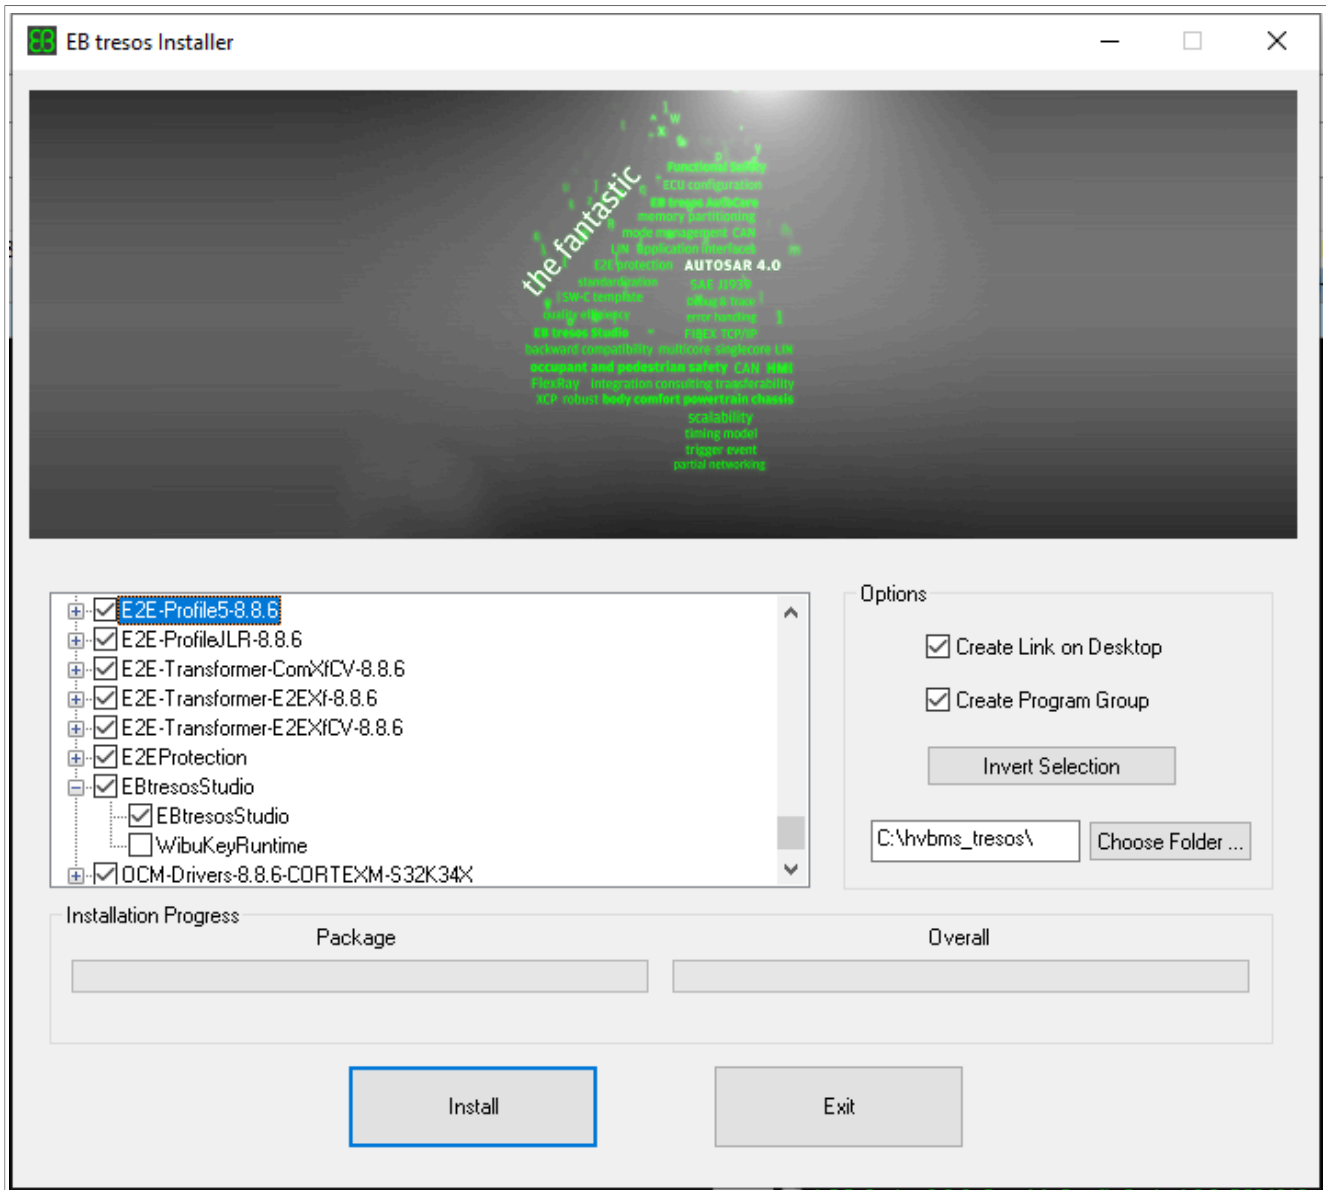 EB tresos Installer
the fantastic
Functional Safety
ECU configuration
EB tresos AutoCore
memory partitioning
mode management CAN
LIN Application interfaces
E2E protection AUTOSAR 4.0
standardization SAE J1939
SW-C template Debug & trace
quality efficiency error handling
EB tresos Studio FIBEX TCP/IP
backward compatibility multicore singlecore LIN
occupant and pedestrian safety CAN HMI
FlexRay integration consulting transferability
XCP robust body comfort powertrain chassis
scalability
timing model
trigger event
partial networking
E2E-Profile5-8.8.6
E2E-ProfileJLR-8.8.6
E2E-Transformer-ComXfCV-8.8.6
E2E-Transformer-E2EXf-8.8.6
E2E-Transformer-E2EXfCV-8.8.6
E2EProtection
EBtresosStudio
EBtresosStudio
WibuKeyRuntime
OCM-Drivers-8.8.6-CORTEXM-S32K34X
Options
Create Link on Desktop
Create Program Group
Invert Selection
C:\hvbms_tresos\
Choose Folder ...
Installation Progress
Package
Overall
Install
Exit